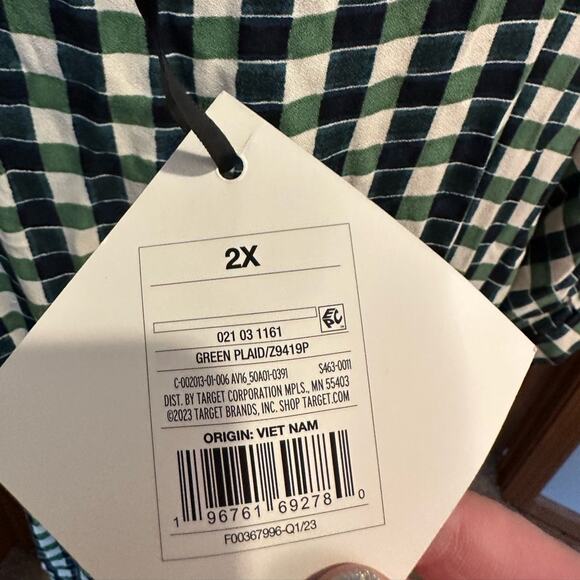 2X
EPC
021 03 1161
GREEN PLAID/Z9419P
C-002013-01-006 AV16_50A01-0391 S463-0011
DIST. BY TARGET CORPORATION MPLS., MN 55403
©2023 TARGET BRANDS, INC. SHOP TARGET.COM
ORIGIN: VIET NAM
1 96761 69278 0
F00367996-Q1/23